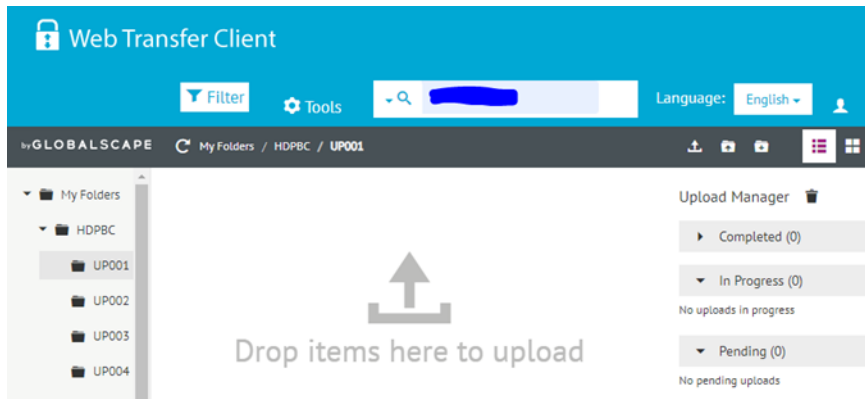 Web Transfer Client
Filter
Tools
Language:
English
by GLOBALSCAPE
My Folders / HDPBC / UP001
My Folders
HDPBC
UP001
UP002
UP003
UP004
Drop items here to upload
Upload Manager
Completed (0)
In Progress (0)
No uploads in progress
Pending (0)
No pending uploads